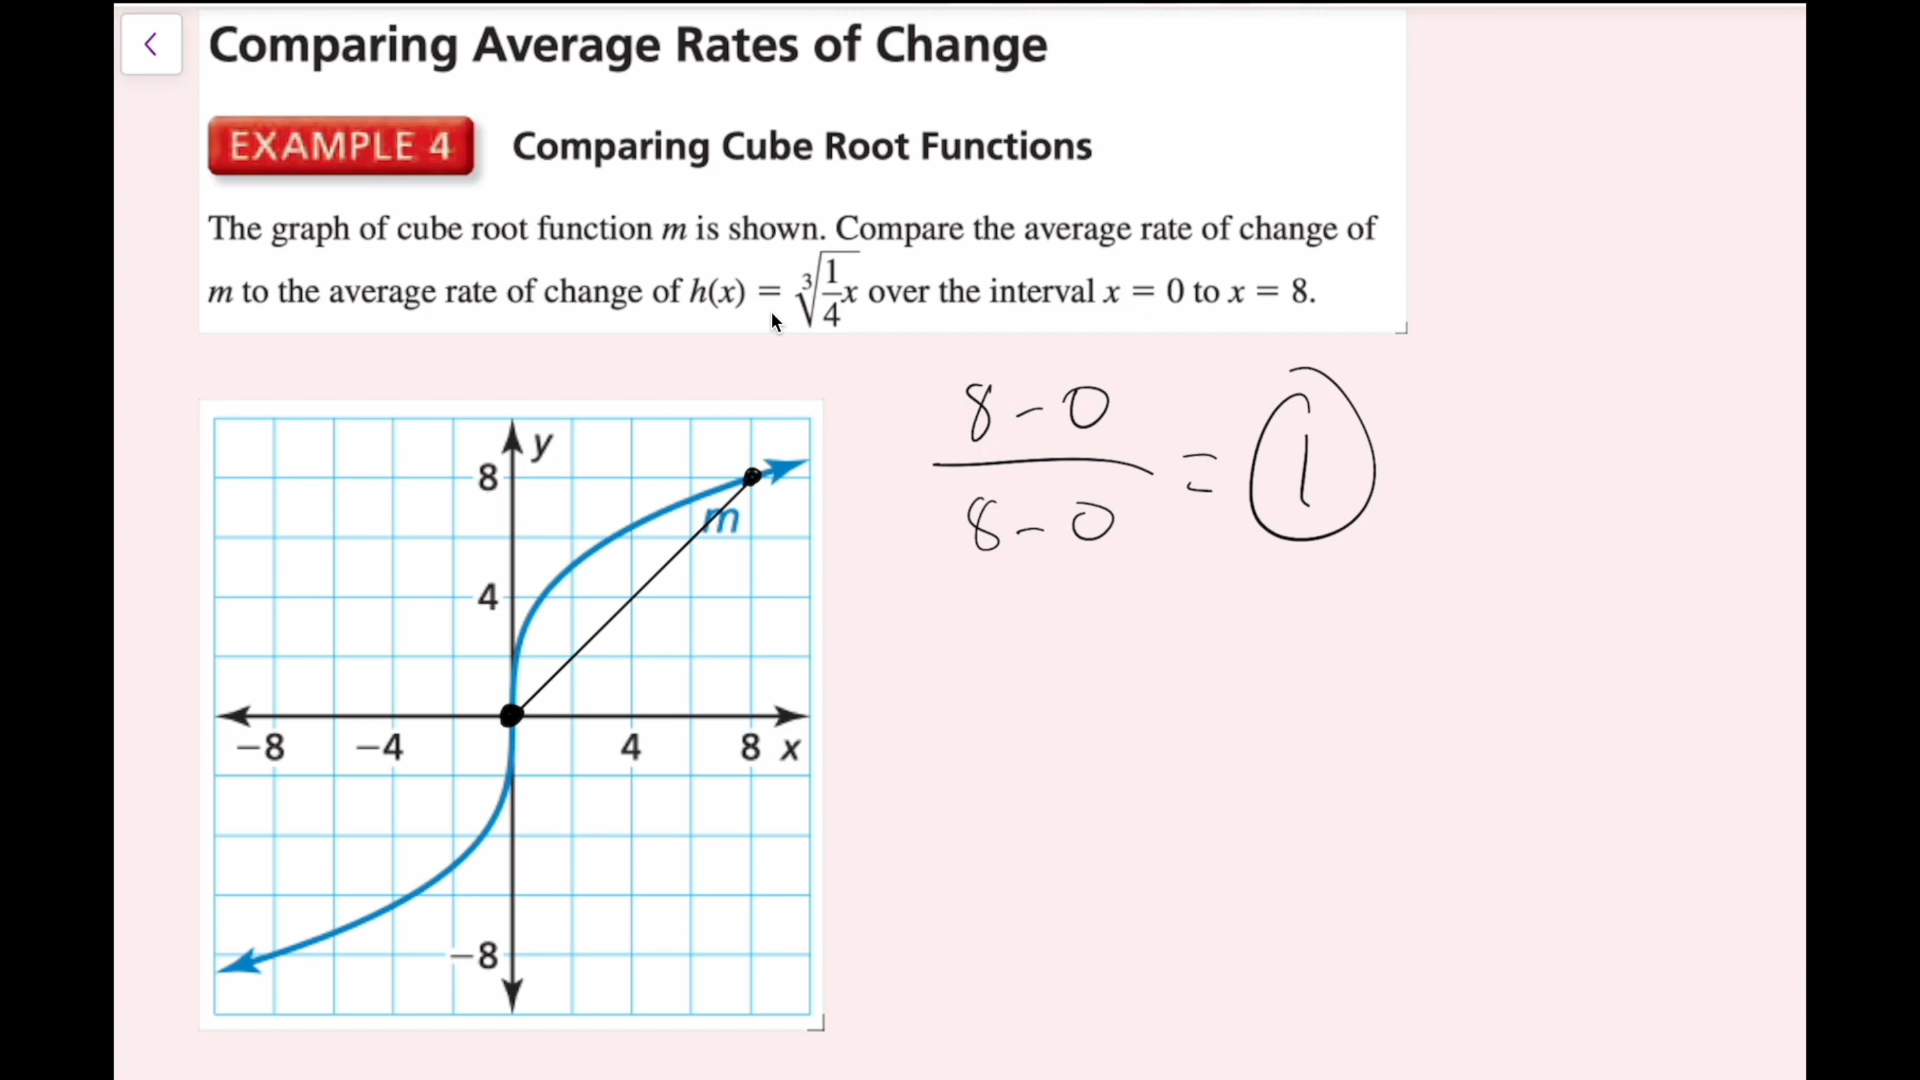 Comparing Average Rates of Change
EXAMPLE 4 Comparing Cube Root Functions
The graph of cube root function m is shown. Compare the average rate of change of
m to the average rate of change of h(x) = ∛(1/4 x) over the interval x = 0 to x = 8.
8 - 0
8 - 0
= 1
y
8
m
4
-8 -4 4 8 x
-8